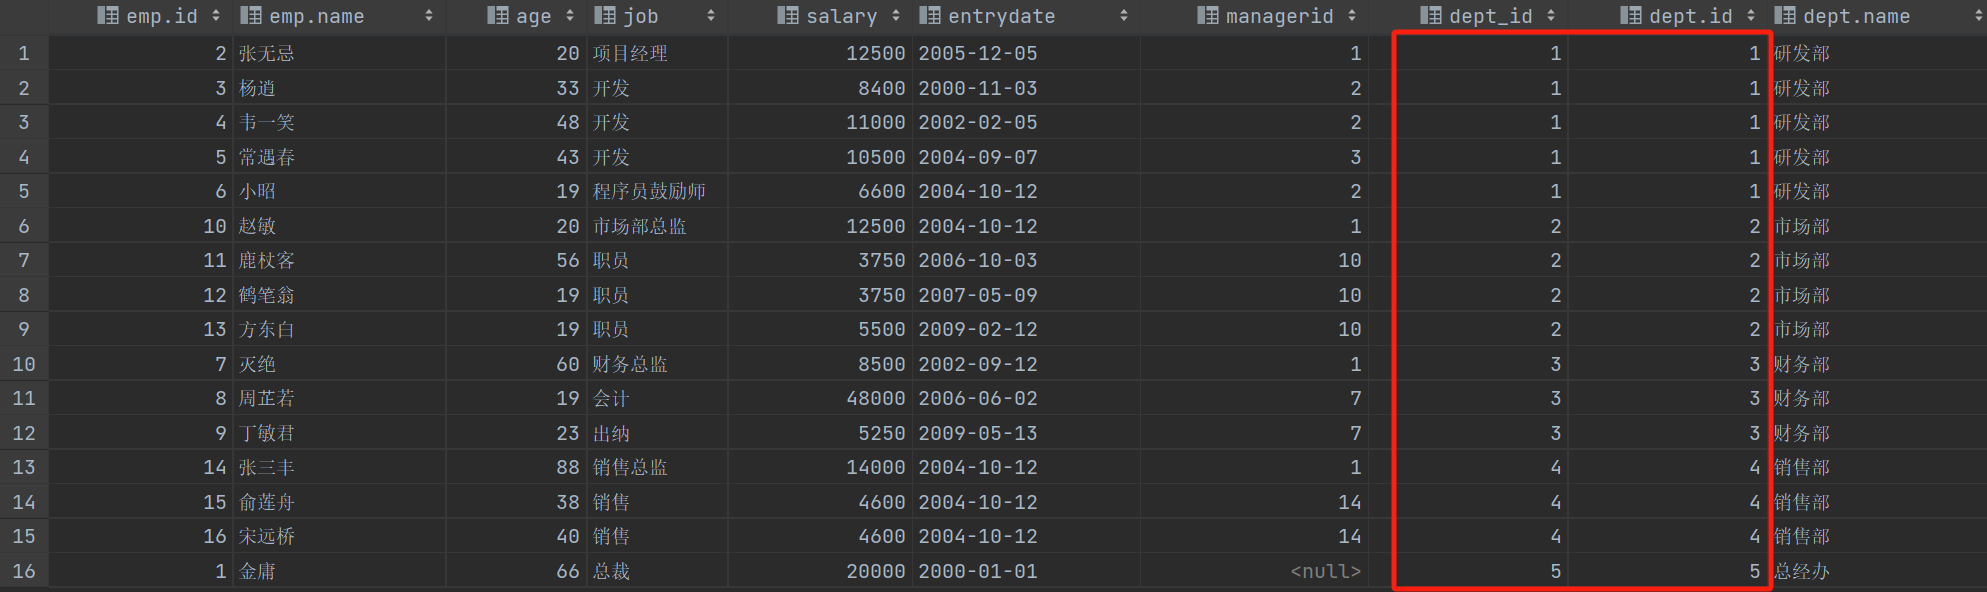 emp.id emp.name age job salary entrydate managerid dept_id dept.id dept.name
1 2 张无忌 20 项目经理 12500 2005-12-05 1 1 1 研发部
2 3 杨逍 33 开发 8400 2000-11-03 2 1 1 研发部
3 4 韦一笑 48 开发 11000 2002-02-05 2 1 1 研发部
4 5 常遇春 43 开发 10500 2004-09-07 3 1 1 研发部
5 6 小昭 19 程序员鼓励师 6600 2004-10-12 2 1 1 研发部
6 10 赵敏 20 市场部总监 12500 2004-10-12 1 2 2 市场部
7 11 鹿杖客 56 职员 3750 2006-10-03 10 2 2 市场部
8 12 鹤笔翁 19 职员 3750 2007-05-09 10 2 2 市场部
9 13 方东白 19 职员 5500 2009-02-12 10 2 2 市场部
10 7 灭绝 60 财务总监 8500 2002-09-12 1 3 3 财务部
11 8 周芷若 19 会计 48000 2006-06-02 7 3 3 财务部
12 9 丁敏君 23 出纳 5250 2009-05-13 7 3 3 财务部
13 14 张三丰 88 销售总监 14000 2004-10-12 1 4 4 销售部
14 15 俞莲舟 38 销售 4600 2004-10-12 14 4 4 销售部
15 16 宋远桥 40 销售 4600 2004-10-12 14 4 4 销售部
16 1 金庸 66 总裁 20000 2000-01-01 <null> 5 5 总经办